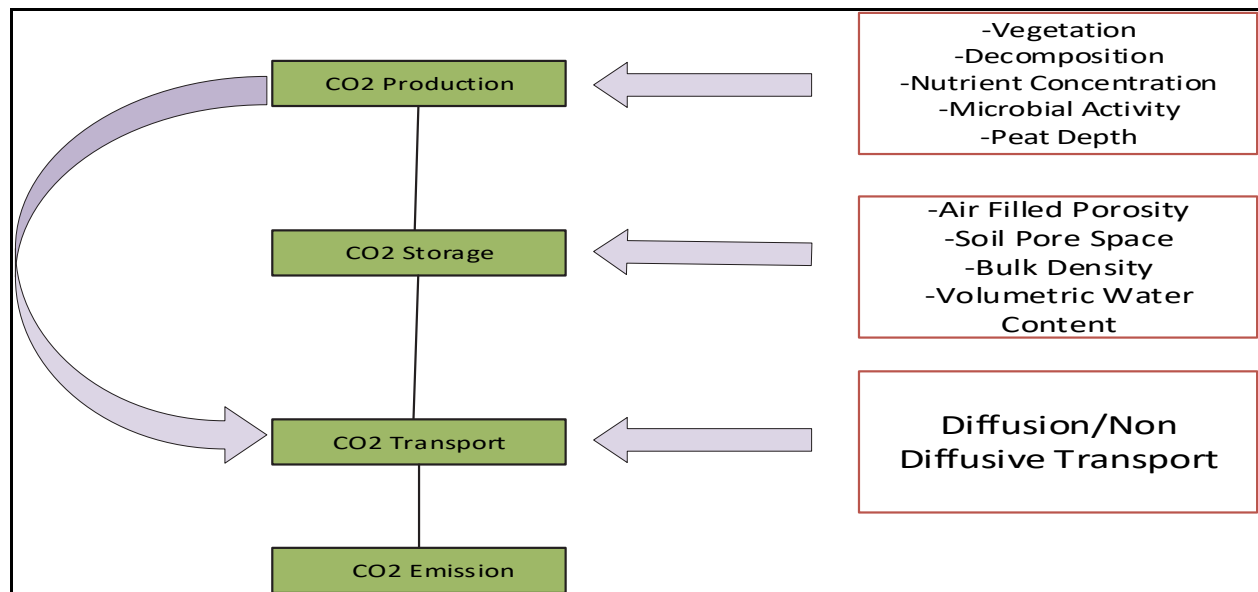 CO2 Production
-Vegetation
-Decomposition
-Nutrient Concentration
-Microbial Activity
-Peat Depth
CO2 Storage
-Air Filled Porosity
-Soil Pore Space
-Bulk Density
-Volumetric Water
Content
CO2 Transport
Diffusion/Non
Diffusive Transport
CO2 Emission